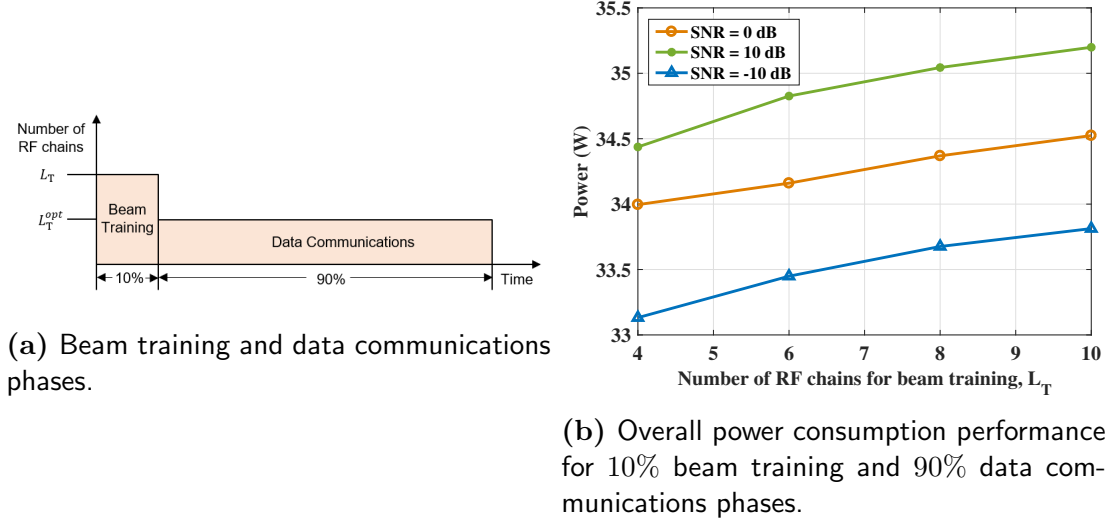 Number of
RF chains
L_T
L_T^opt
Beam
Training
Data Communications
10%
90%
Time
(a) Beam training and data communications
phases.
35.5
35
34.5
34
33.5
33
Power (W)
SNR = 0 dB
SNR = 10 dB
SNR = -10 dB
4 5 6 7 8 9 10
Number of RF chains for beam training, L_T
(b) Overall power consumption performance
for 10% beam training and 90% data com-
munications phases.